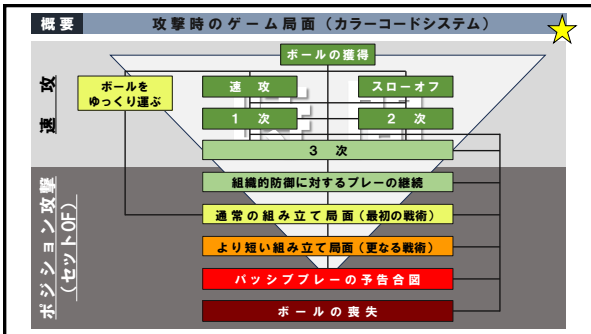 概要 攻撃時のゲーム局面（カラーコードシステム）
ボールの獲得
速攻
ボールを
ゆっくり運ぶ
速攻 スローオフ
1次 2次
3次
ポジション攻撃
（セットOF）
組織的防御に対するプレーの継続
通常の組み立て局面（最初の戦術）
より短い組み立て局面（更なる戦術）
パッシブプレーの予告合図
ボールの喪失